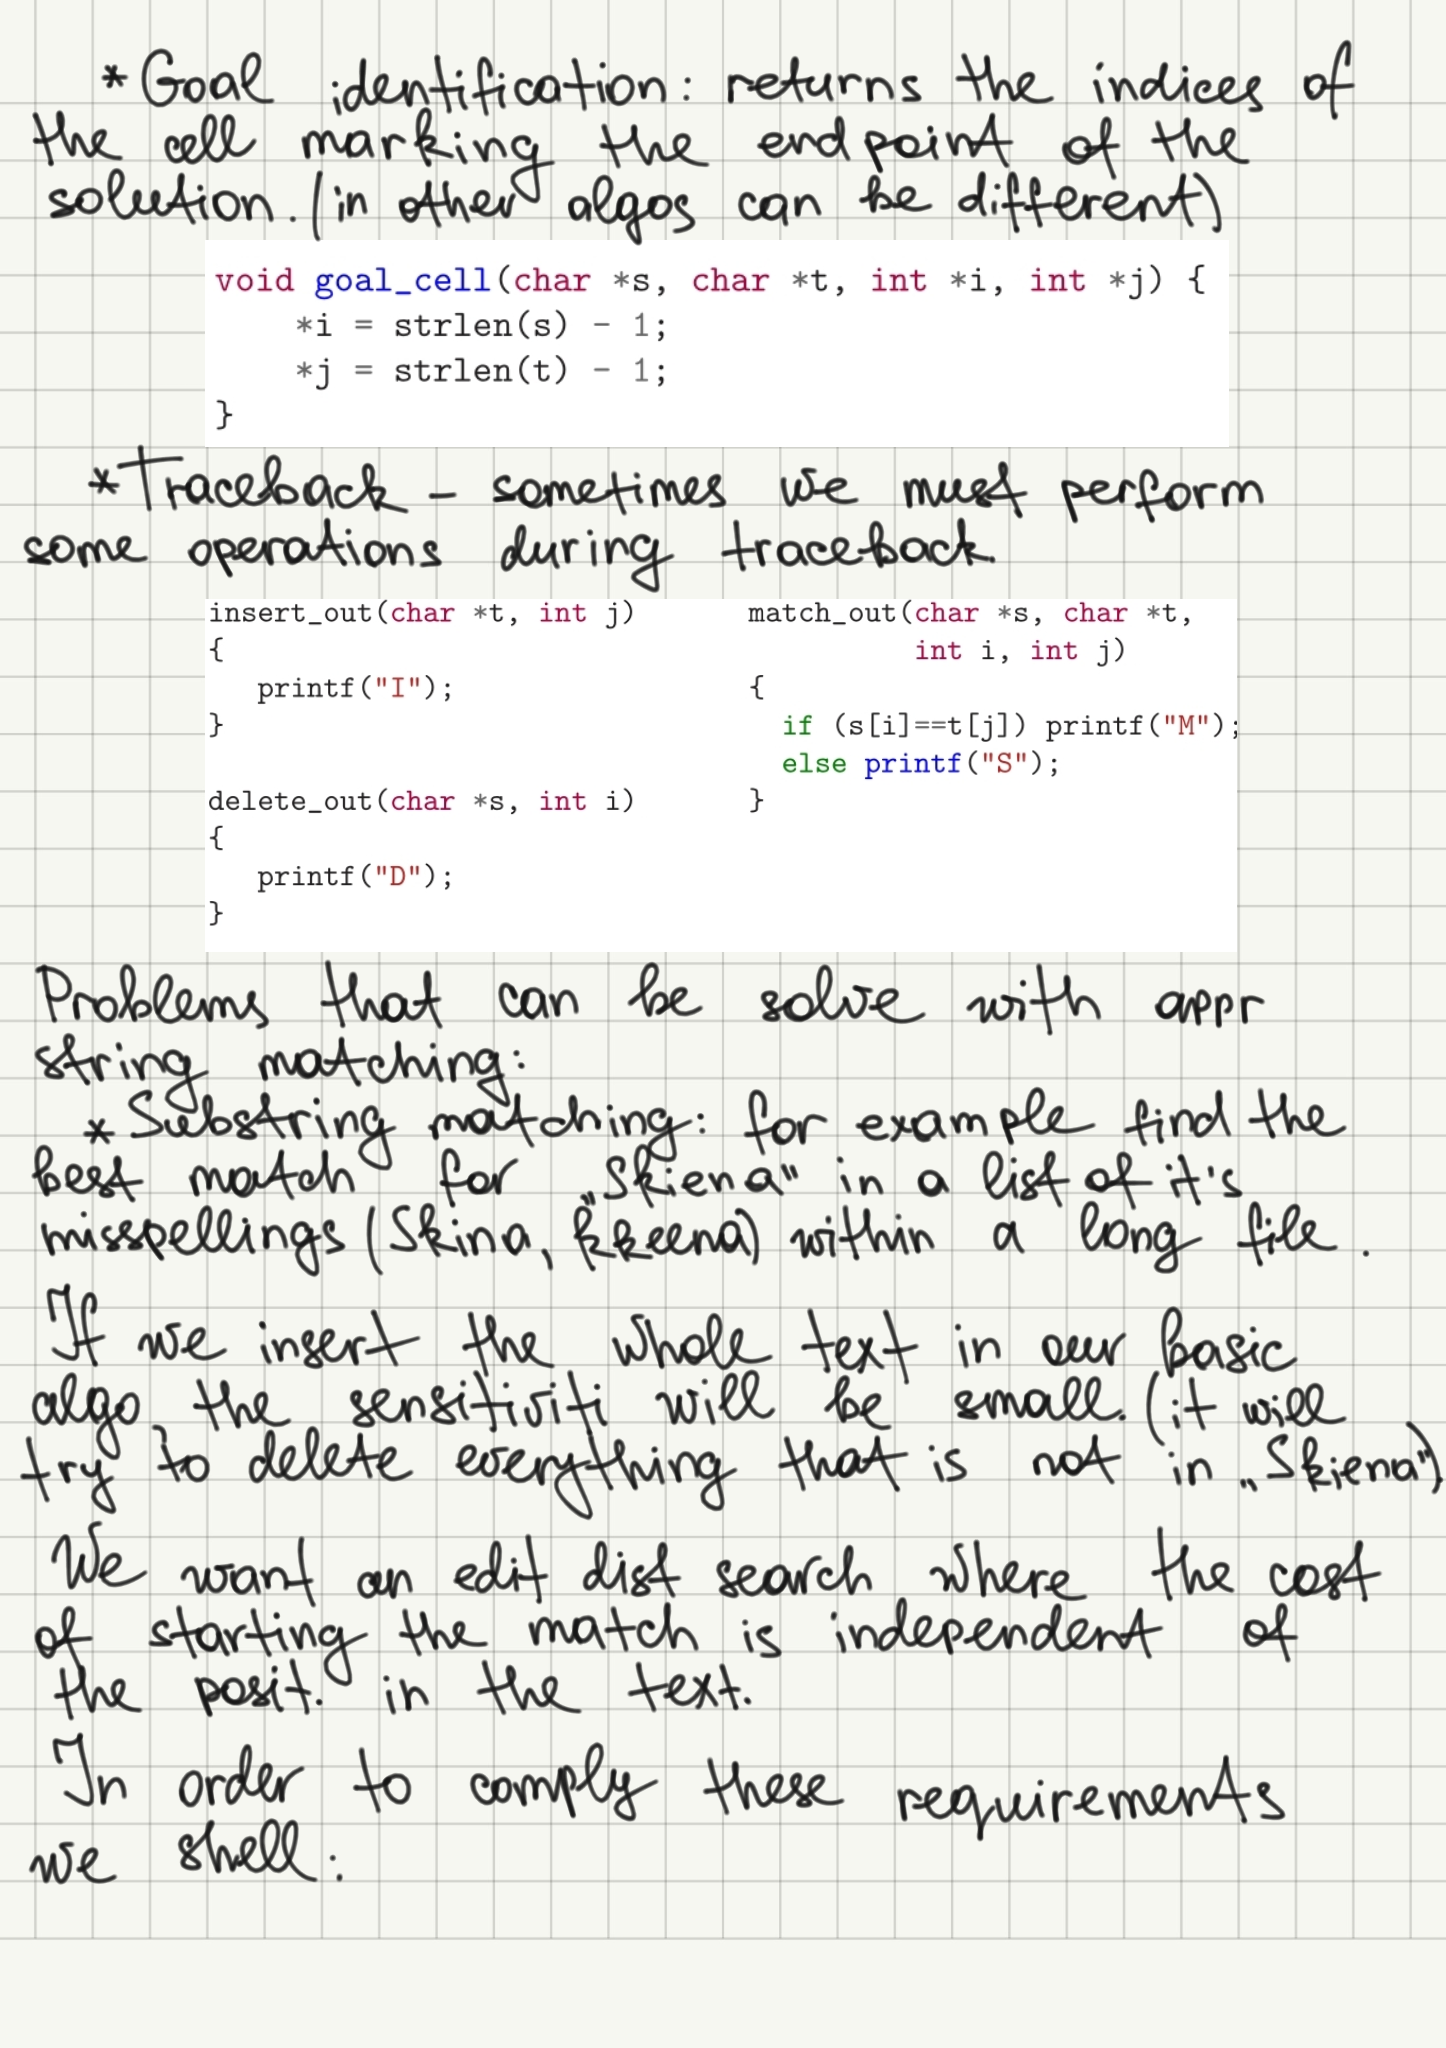 *Goal identification: returns the indices of
the cell marking the endpoint of the
solution. (in other algos can be different)
void goal_cell(char *s, char *t, int *i, int *j) {
*i = strlen(s) - 1;
*j = strlen(t) - 1;
}
*Traceback - sometimes we must perform
some operations during traceback.
insert_out(char *t, int j)
{
printf("I");
}
delete_out(char *s, int i)
{
printf("D");
}
match_out(char *s, char *t,
int i, int j)
{
if (s[i]==t[j]) printf("M");
else printf("S");
}
Problems that can be solve with appr
string matching:
* Substring matching: for example find the
best match for „Skiena" in a list of it's
misspellings (Skina, kkeena) within a long file.
If we insert the whole text in our basic
algo, the sensitiviti will be small. (it will
try to delete everything that is not in „Skiena")
We want an edit dist search where the cost
of starting the match is independent of
the posit. in the text.
In order to comply these requirements
we shell: